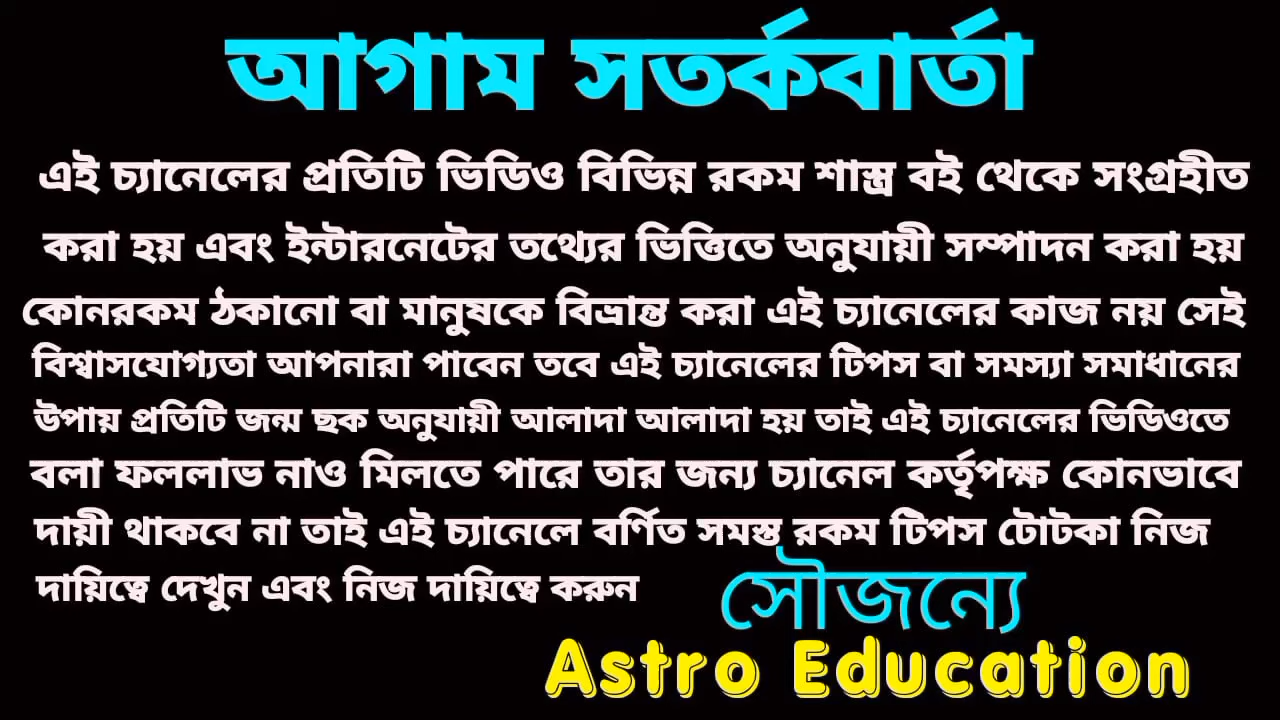 আগাম সতর্কবার্তা
এই চ্যানেলের প্রতিটি ভিডিও বিভিন্ন রকম শাস্ত্র বই থেকে সংগ্রহীত
করা হয় এবং ইন্টারনেটের তথ্যের ভিত্তিতে অনুযায়ী সম্পাদন করা হয়
কোনরকম ঠকানো বা মানুষকে বিভ্রান্ত করা এই চ্যানেলের কাজ নয় সেই
বিশ্বাসযোগ্যতা আপনারা পাবেন তবে এই চ্যানেলের টিপস বা সমস্যা সমাধানের
উপায় প্রতিটি জন্ম ছক অনুযায়ী আলাদা আলাদা হয় তাই এই চ্যানেলের ভিডিওতে
বলা ফললাভ নাও মিলতে পারে তার জন্য চ্যানেল কর্তৃপক্ষ কোনভাবে
দায়ী থাকবে না তাই এই চ্যানেলে বর্ণিত সমস্ত রকম টিপস টোটকা নিজ
দায়িত্বে দেখুন এবং নিজ দায়িত্বে করুন
সৌজন্যে
Astro Education